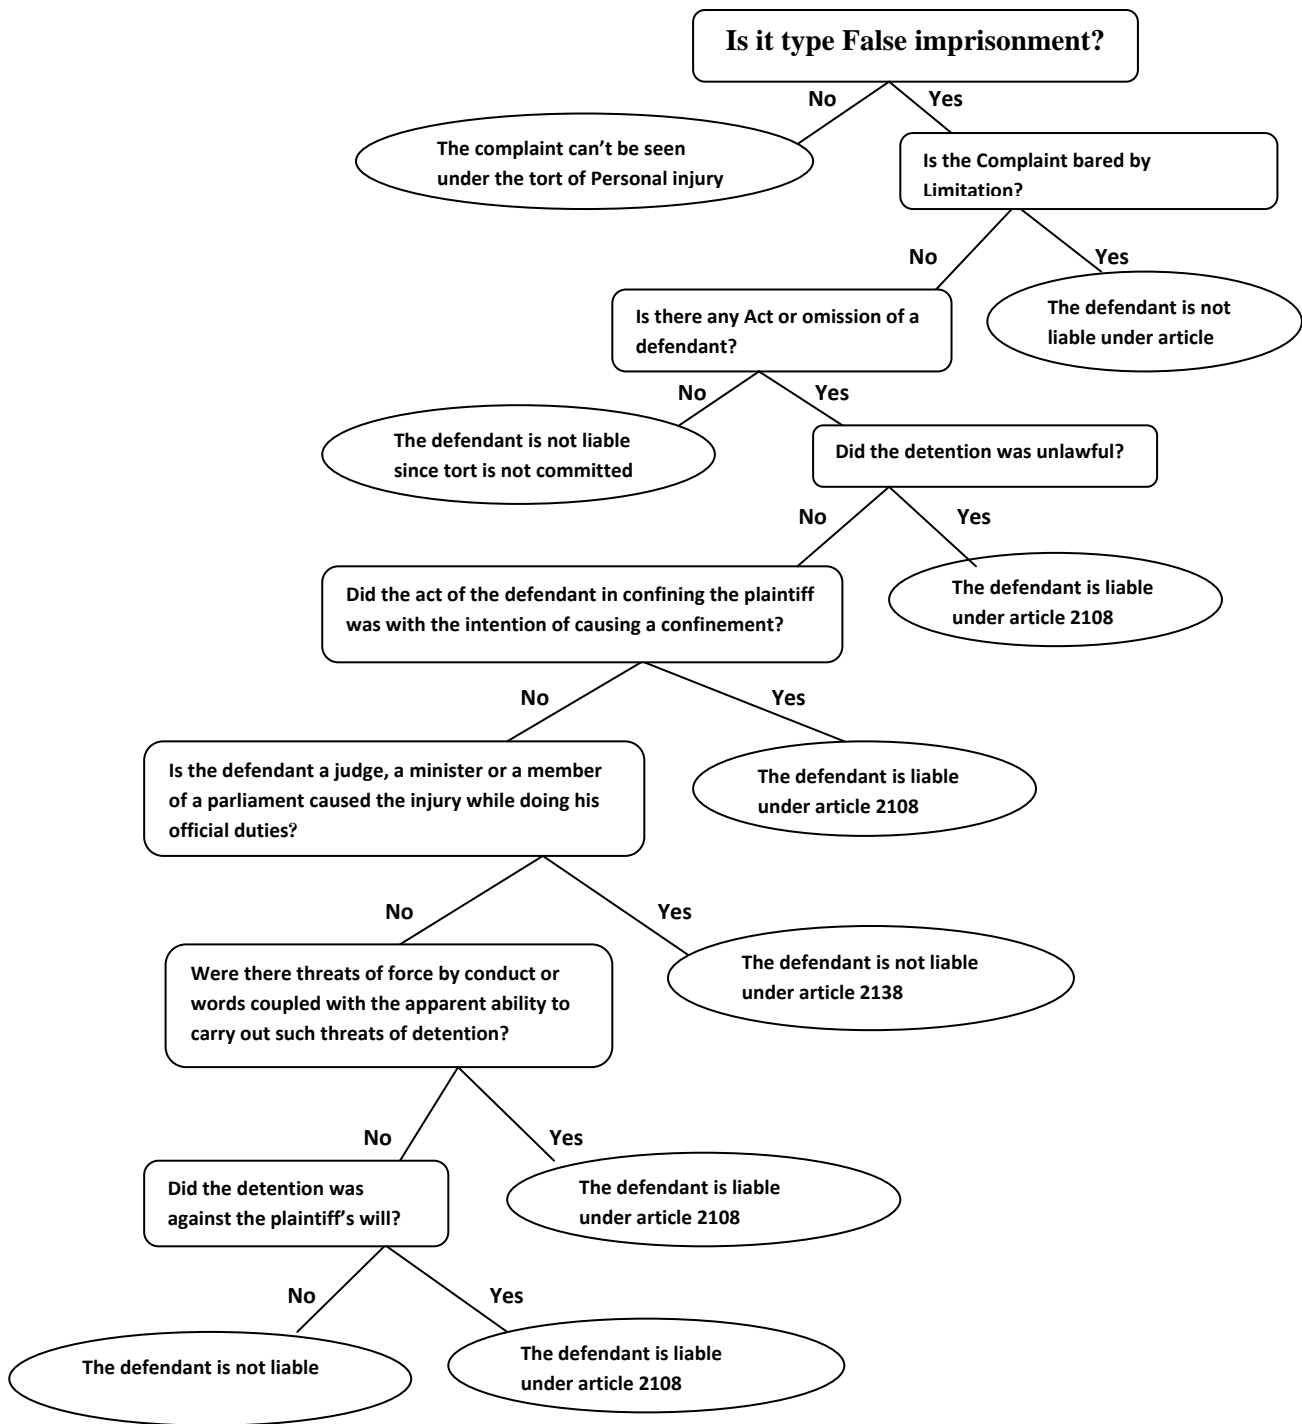 Is it type False imprisonment?
No
Yes
The complaint can’t be seen
under the tort of Personal injury
Is the Complaint bared by
Limitation?
No
Yes
Is there any Act or omission of a
defendant?
The defendant is not
liable under article
No
Yes
The defendant is not liable
since tort is not committed
Did the detention was unlawful?
No
Yes
Did the act of the defendant in confining the plaintiff
was with the intention of causing a confinement?
The defendant is liable
under article 2108
No
Yes
Is the defendant a judge, a minister or a member
of a parliament caused the injury while doing his
official duties?
The defendant is liable
under article 2108
No
Yes
Were there threats of force by conduct or
words coupled with the apparent ability to
carry out such threats of detention?
The defendant is not liable
under article 2138
No
Yes
Did the detention was
against the plaintiff’s will?
The defendant is liable
under article 2108
No
Yes
The defendant is not liable
The defendant is liable
under article 2108